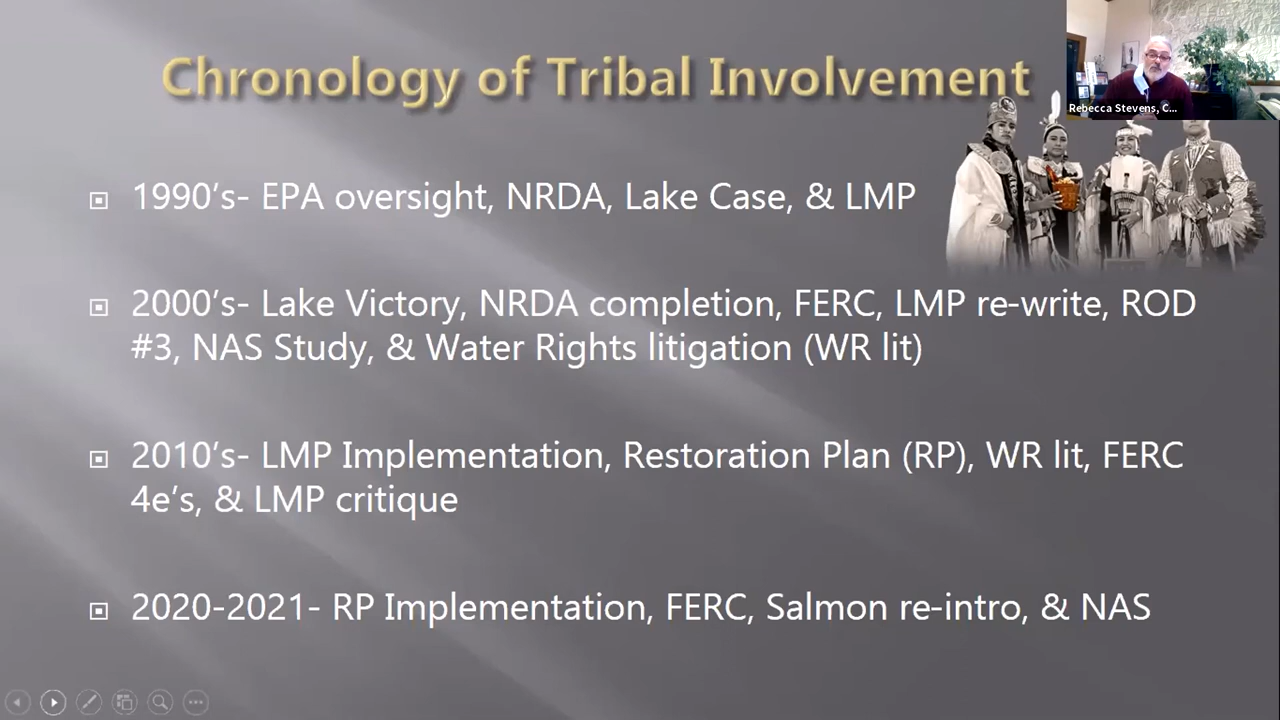 Chronology of Tribal Involvement
Rebecca Stevens, C...
1990's- EPA oversight, NRDA, Lake Case, & LMP
2000's- Lake Victory, NRDA completion, FERC, LMP re-write, ROD
#3, NAS Study, & Water Rights litigation (WR lit)
2010's- LMP Implementation, Restoration Plan (RP), WR lit, FERC
4e's, & LMP critique
2020-2021- RP Implementation, FERC, Salmon re-intro, & NAS